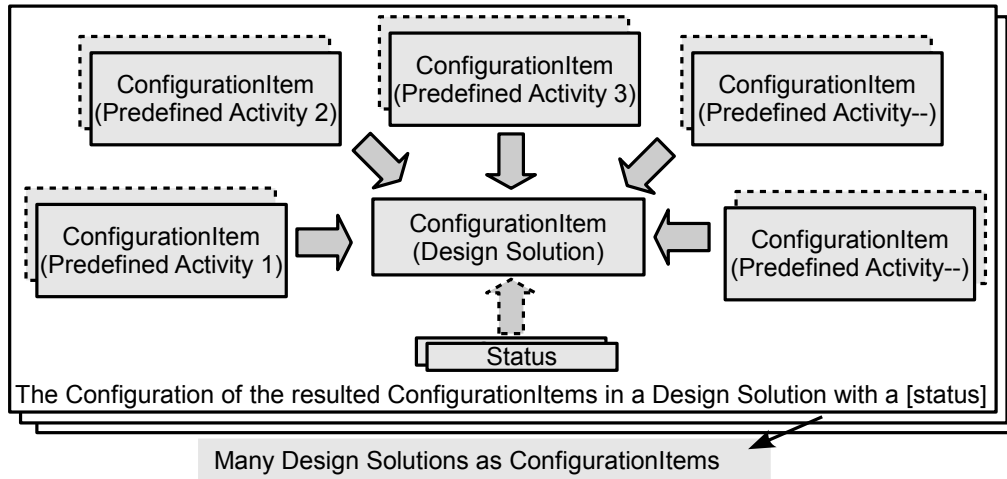 ConfigurationItem
(Predefined Activity 2)
ConfigurationItem
(Predefined Activity 3)
ConfigurationItem
(Predefined Activity--)
ConfigurationItem
(Predefined Activity 1)
ConfigurationItem
(Design Solution)
ConfigurationItem
(Predefined Activity--)
Status
The Configuration of the resulted ConfigurationItems in a Design Solution with a [status]
Many Design Solutions as ConfigurationItems